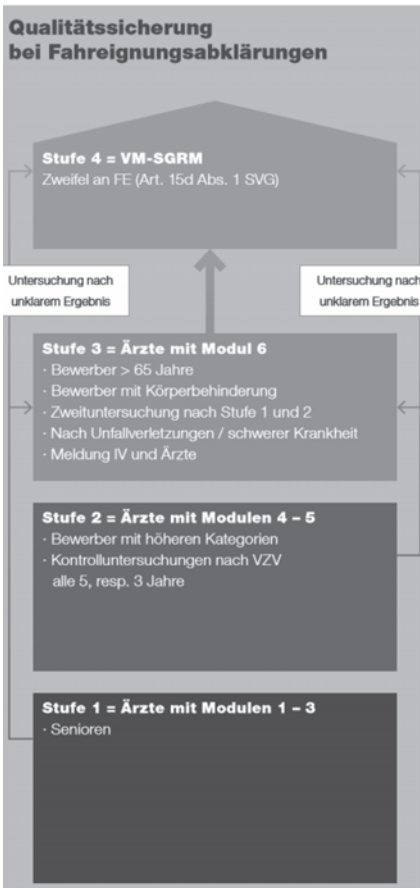 Qualitätssicherung
bei Fahreignungsabklärungen
Stufe 4 = VM-SGRM
Zweifel an FE (Art. 15d Abs. 1 SVG)
Untersuchung nach
unklarem Ergebnis
Untersuchung nach
unklarem Ergebnis
Stufe 3 = Ärzte mit Modul 6
· Bewerber > 65 Jahre
· Bewerber mit Körperbehinderung
· Zweituntersuchung nach Stufe 1 und 2
· Nach Unfallverletzungen / schwerer Krankheit
· Meldung IV und Ärzte
Stufe 2 = Ärzte mit Modulen 4 – 5
· Bewerber mit höheren Kategorien
· Kontrolluntersuchungen nach VZV
alle 5, resp. 3 Jahre
Stufe 1 = Ärzte mit Modulen 1 – 3
· Senioren